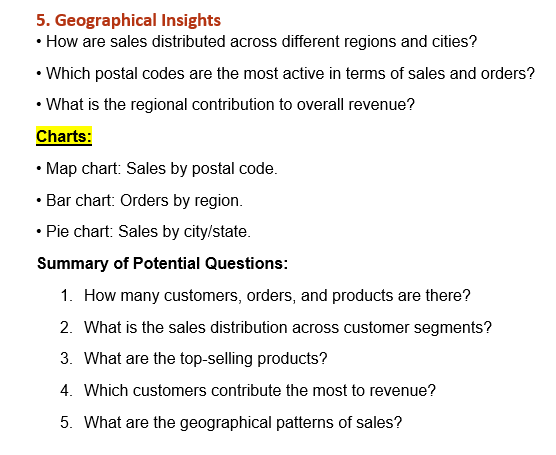 5. Geographical Insights
• How are sales distributed across different regions and cities?
• Which postal codes are the most active in terms of sales and orders?
• What is the regional contribution to overall revenue?
Charts:
• Map chart: Sales by postal code.
• Bar chart: Orders by region.
• Pie chart: Sales by city/state.
Summary of Potential Questions:
1. How many customers, orders, and products are there?
2. What is the sales distribution across customer segments?
3. What are the top-selling products?
4. Which customers contribute the most to revenue?
5. What are the geographical patterns of sales?